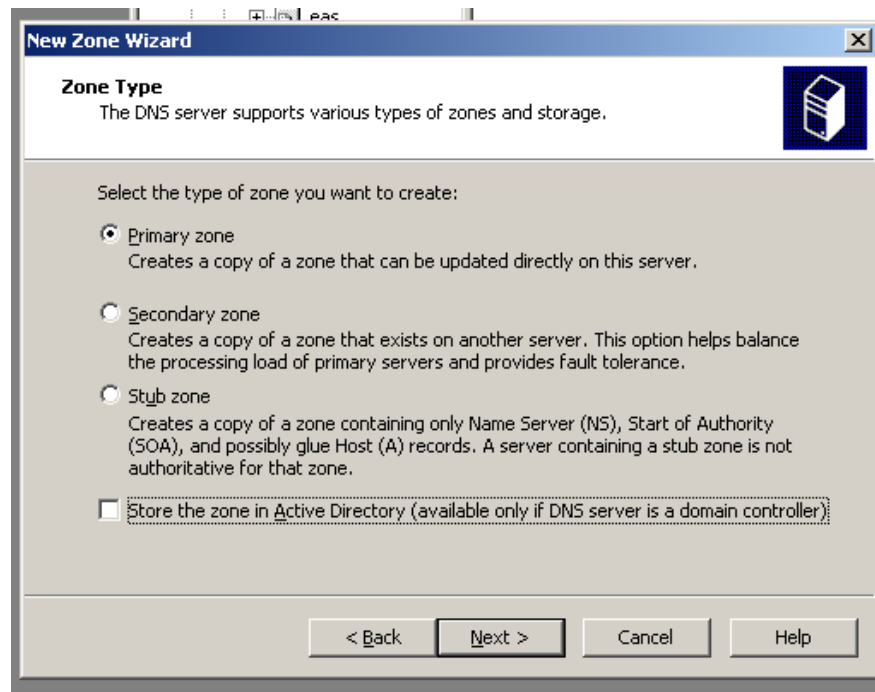 eas
New Zone Wizard
Zone Type
The DNS server supports various types of zones and storage.
Select the type of zone you want to create:
Primary zone
Creates a copy of a zone that can be updated directly on this server.
Secondary zone
Creates a copy of a zone that exists on another server. This option helps balance
the processing load of primary servers and provides fault tolerance.
Stub zone
Creates a copy of a zone containing only Name Server (NS), Start of Authority
(SOA), and possibly glue Host (A) records. A server containing a stub zone is not
authoritative for that zone.
Store the zone in Active Directory (available only if DNS server is a domain controller)
< Back Next > Cancel Help